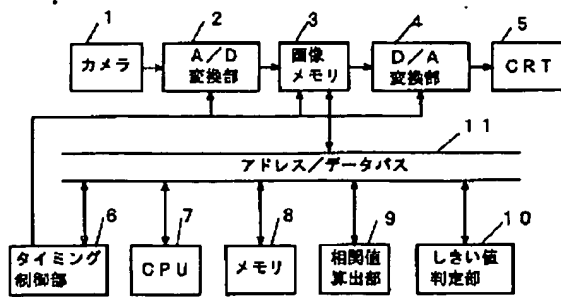 1
2
3
4
5
カメラ
A/D
変換部
画像
メモリ
D/A
変換部
CRT
11
アドレス/データバス
6
7
8
9
10
タイミング
制御部
CPU
メモリ
相関値
算出部
しきい値
判定部